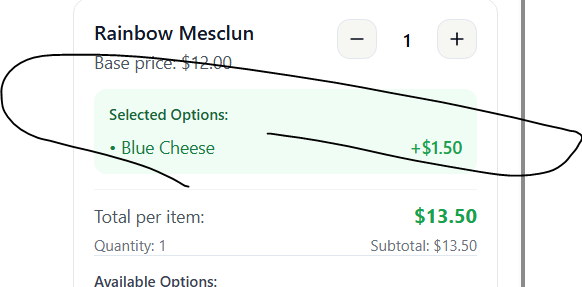 Rainbow Mesclun
− 1 +
Base price: $12.00
Selected Options:
• Blue Cheese +$1.50
Total per item: $13.50
Quantity: 1 Subtotal: $13.50
Available Options: